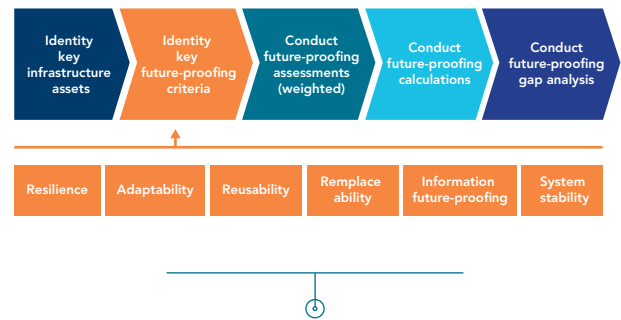 Identity
key
infrastructure
assets
Identity
key
future-proofing
criteria
Conduct
future-proofing
assessments
(weighted)
Conduct
future-proofing
calculations
Conduct
future-proofing
gap analysis
Resilience
Adaptability
Reusability
Remplace
ability
Information
future-proofing
System
stability